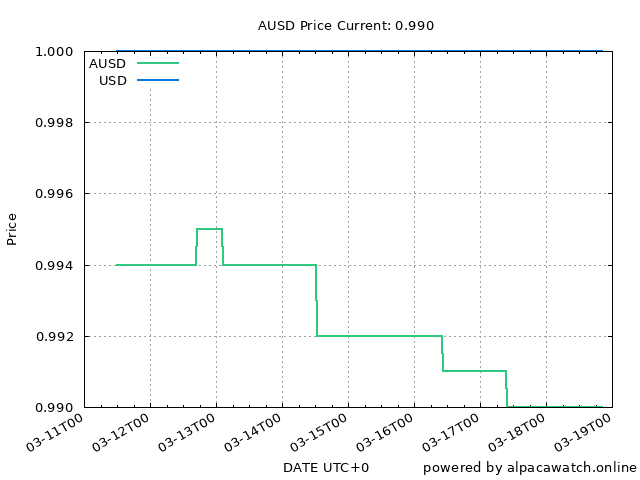 AUSD Price Current: 0.990
1.000
AUSD
USD
0.998
0.996
Price
0.994
0.992
0.990
03-11T00 03-12T00 03-13T00 03-14T00 03-15T00 03-16T00 03-17T00 03-18T00 03-19T00
DATE UTC+0 powered by alpacawatch.online